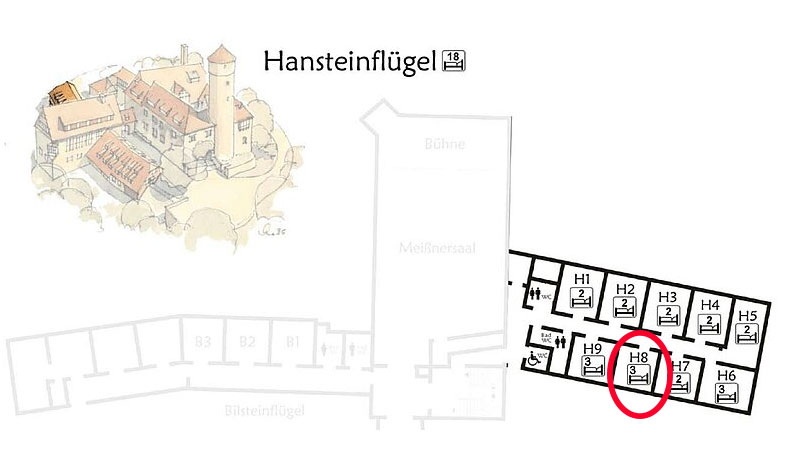 Hansteinflügel 18
Bühne
Meißnersaal
H1
2
H2
2
H3
2
H4
2
H5
2
WC
Bad
WC
WC
H9
3
H8
3
H7
2
H6
3
B3
B2
B1
Bilsteinflügel